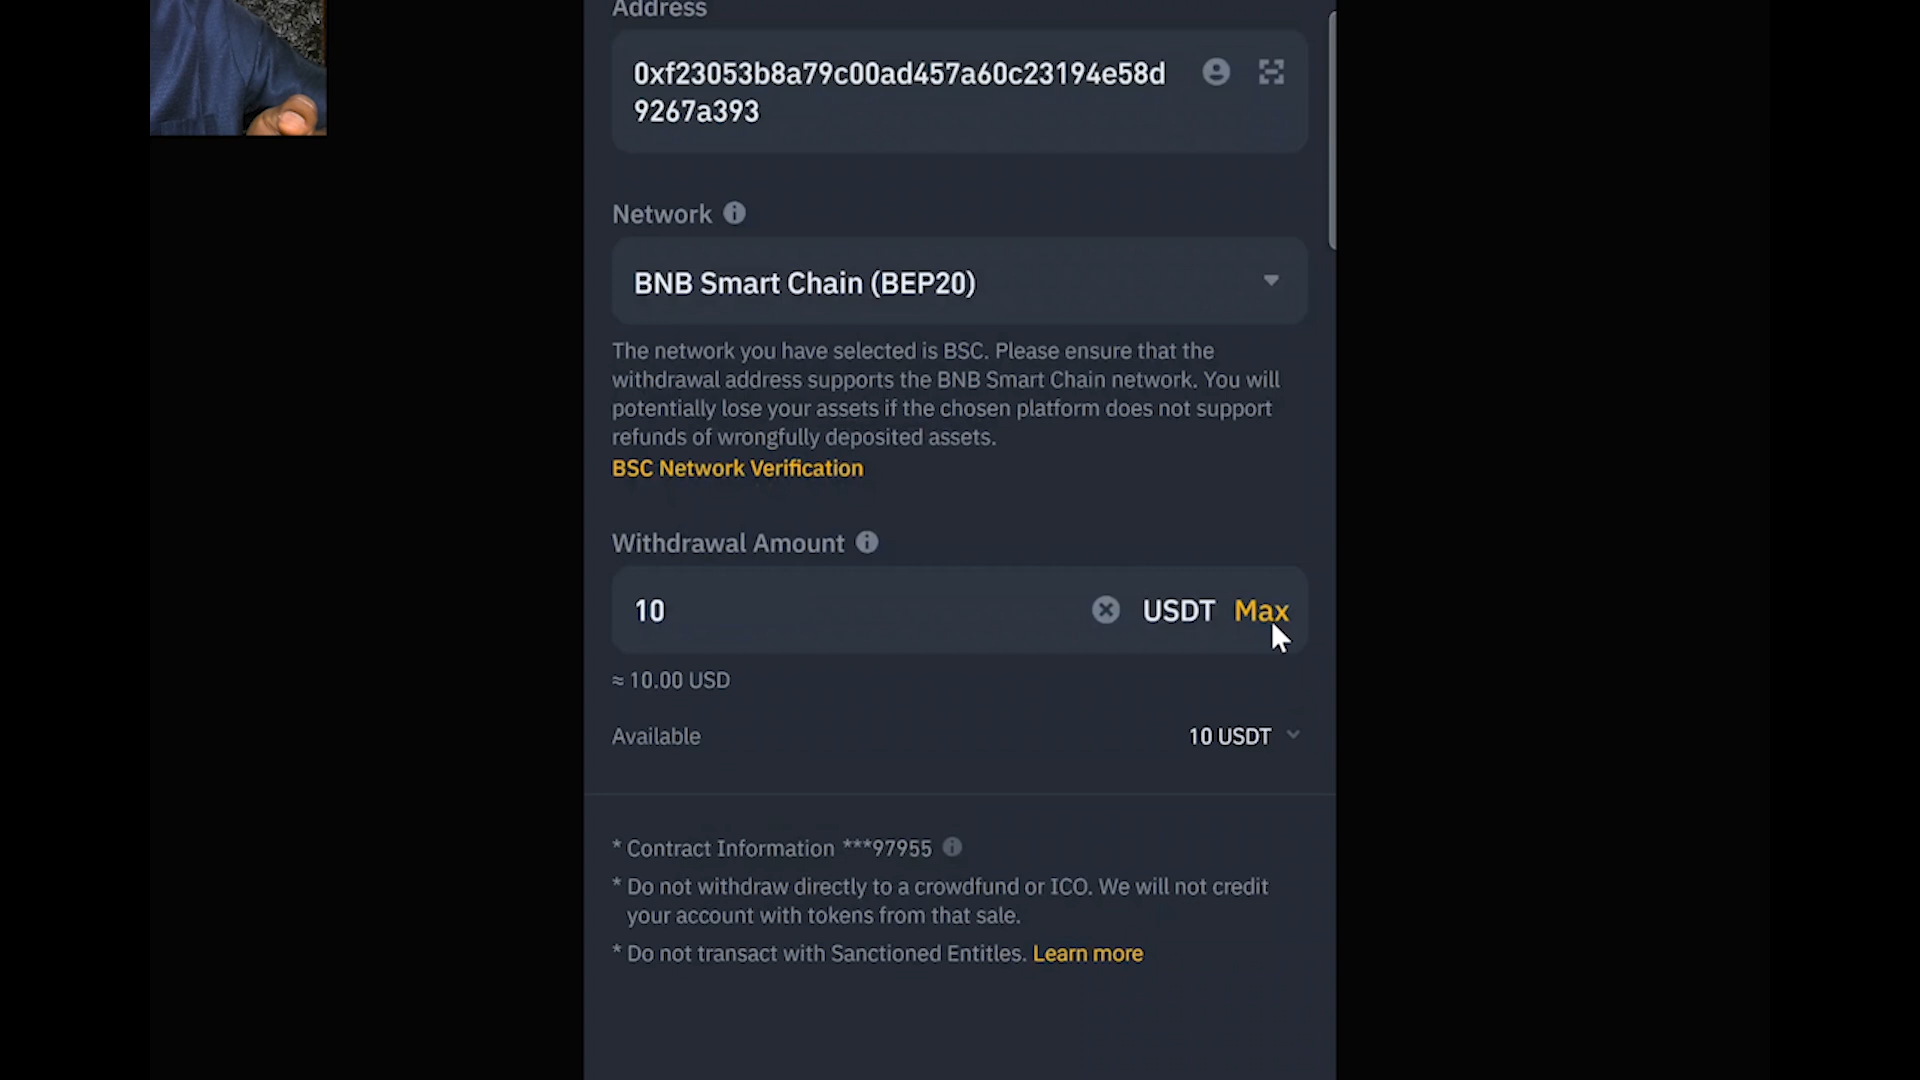 Address
0xf23053b8a79c00ad457a60c23194e58d
9267a393
Network
BNB Smart Chain (BEP20)
The network you have selected is BSC. Please ensure that the
withdrawal address supports the BNB Smart Chain network. You will
potentially lose your assets if the chosen platform does not support
refunds of wrongfully deposited assets.
BSC Network Verification
Withdrawal Amount
10 USDT Max
≈ 10.00 USD
Available 10 USDT
* Contract Information ***97955
* Do not withdraw directly to a crowdfund or ICO. We will not credit
your account with tokens from that sale.
* Do not transact with Sanctioned Entitles. Learn more